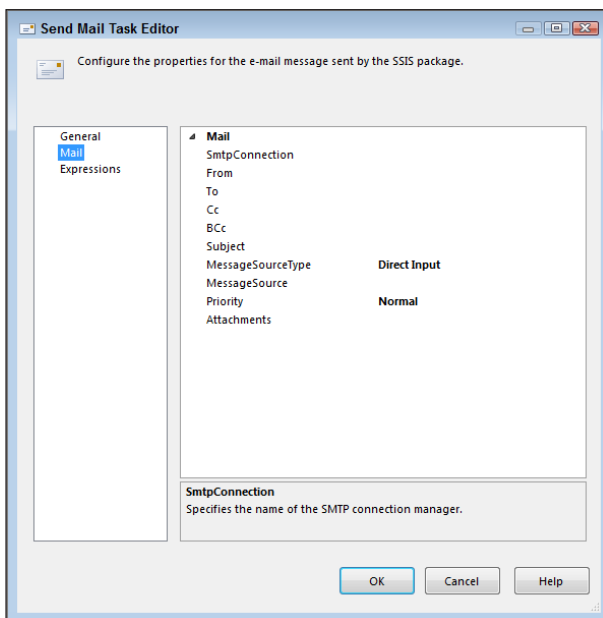 Send Mail Task Editor
Configure the properties for the e-mail message sent by the SSIS package.
General
Mail
Expressions
Mail
SmtpConnection
From
To
Cc
BCc
Subject
MessageSourceType Direct Input
MessageSource
Priority Normal
Attachments
SmtpConnection
Specifies the name of the SMTP connection manager.
OK Cancel Help